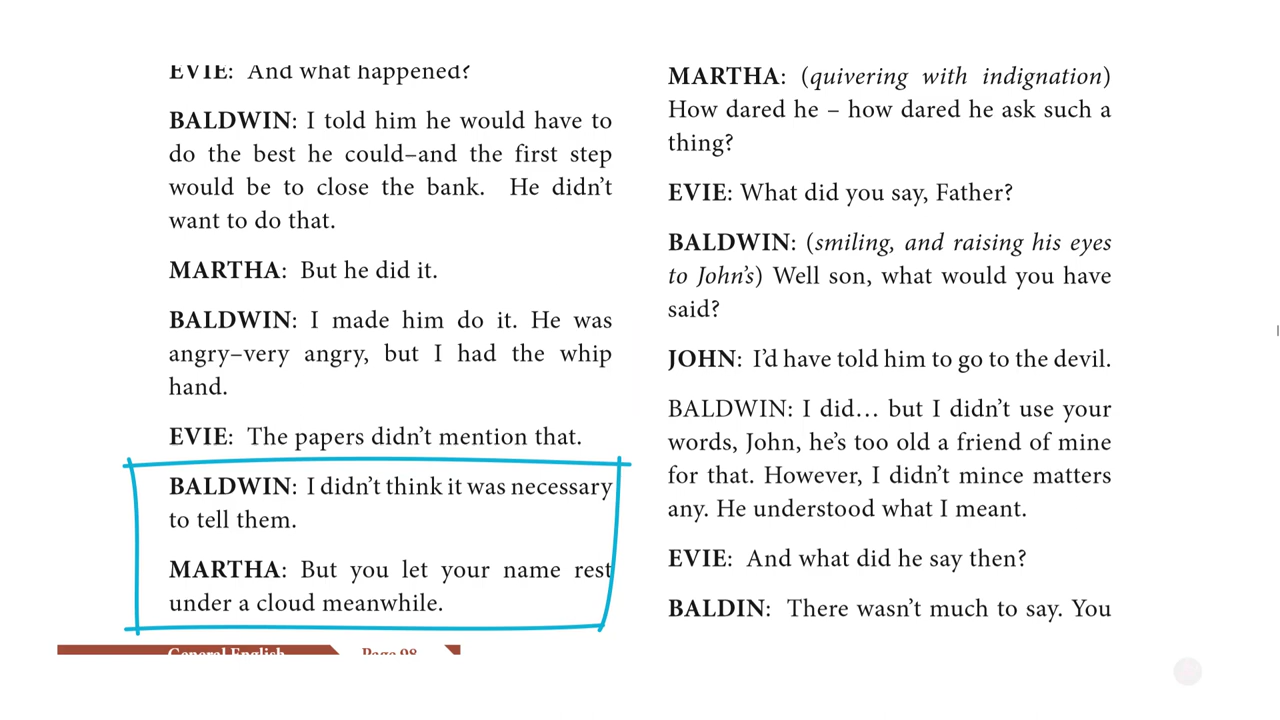 EVIE: And what happened?
BALDWIN: I told him he would have to
do the best he could–and the first step
would be to close the bank. He didn’t
want to do that.
MARTHA: But he did it.
BALDWIN: I made him do it. He was
angry–very angry, but I had the whip
hand.
EVIE: The papers didn’t mention that.
BALDWIN: I didn’t think it was necessary
to tell them.
MARTHA: But you let your name rest
under a cloud meanwhile.
General English Page 98
MARTHA: (quivering with indignation)
How dared he – how dared he ask such a
thing?
EVIE: What did you say, Father?
BALDWIN: (smiling, and raising his eyes
to John’s) Well son, what would you have
said?
JOHN: I’d have told him to go to the devil.
BALDWIN: I did… but I didn’t use your
words, John, he’s too old a friend of mine
for that. However, I didn’t mince matters
any. He understood what I meant.
EVIE: And what did he say then?
BALDIN: There wasn’t much to say. You